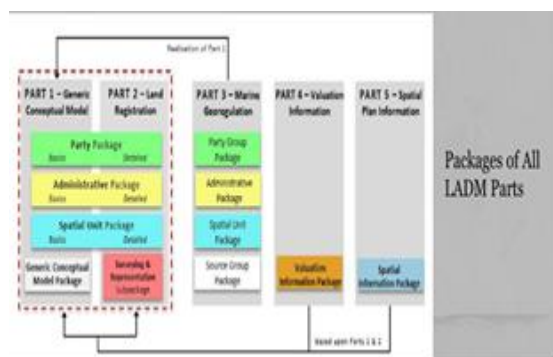 Realisation of Part 1
PART 1 – Generic
Conceptual Model
PART 2 – Land
Registration
PART 3 – Marine
Georegulation
PART 4 – Valuation
Information
PART 5 – Spatial
Plan Information
Party Package
Basic Detailed
Administrative Package
Basic Detailed
Spatial Unit Package
Basic Detailed
Generic Conceptual
Model Package
Surveying &
Representation
Subpackage
Party Group
Package
Administrative
Package
Spatial Unit
Package
Source Group
Package
Valuation
Information Package
Spatial
Information Package
Based upon Parts 1 & 2
Packages of All
LADM Parts